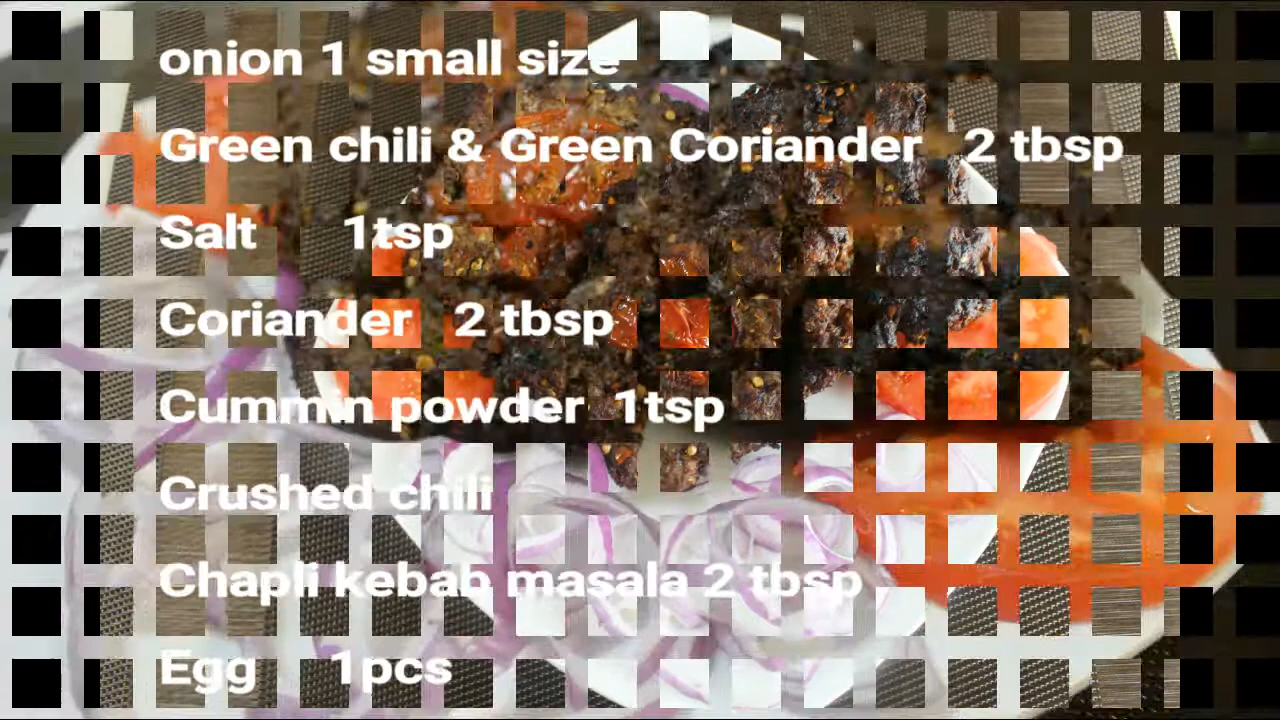 onion 1 small size
Green chili & Green Coriander 2 tbsp
Salt 1tsp
Coriander 2 tbsp
Cummin powder 1tsp
Crushed chili
Chapli kebab masala 2 tbsp
Egg 1pcs